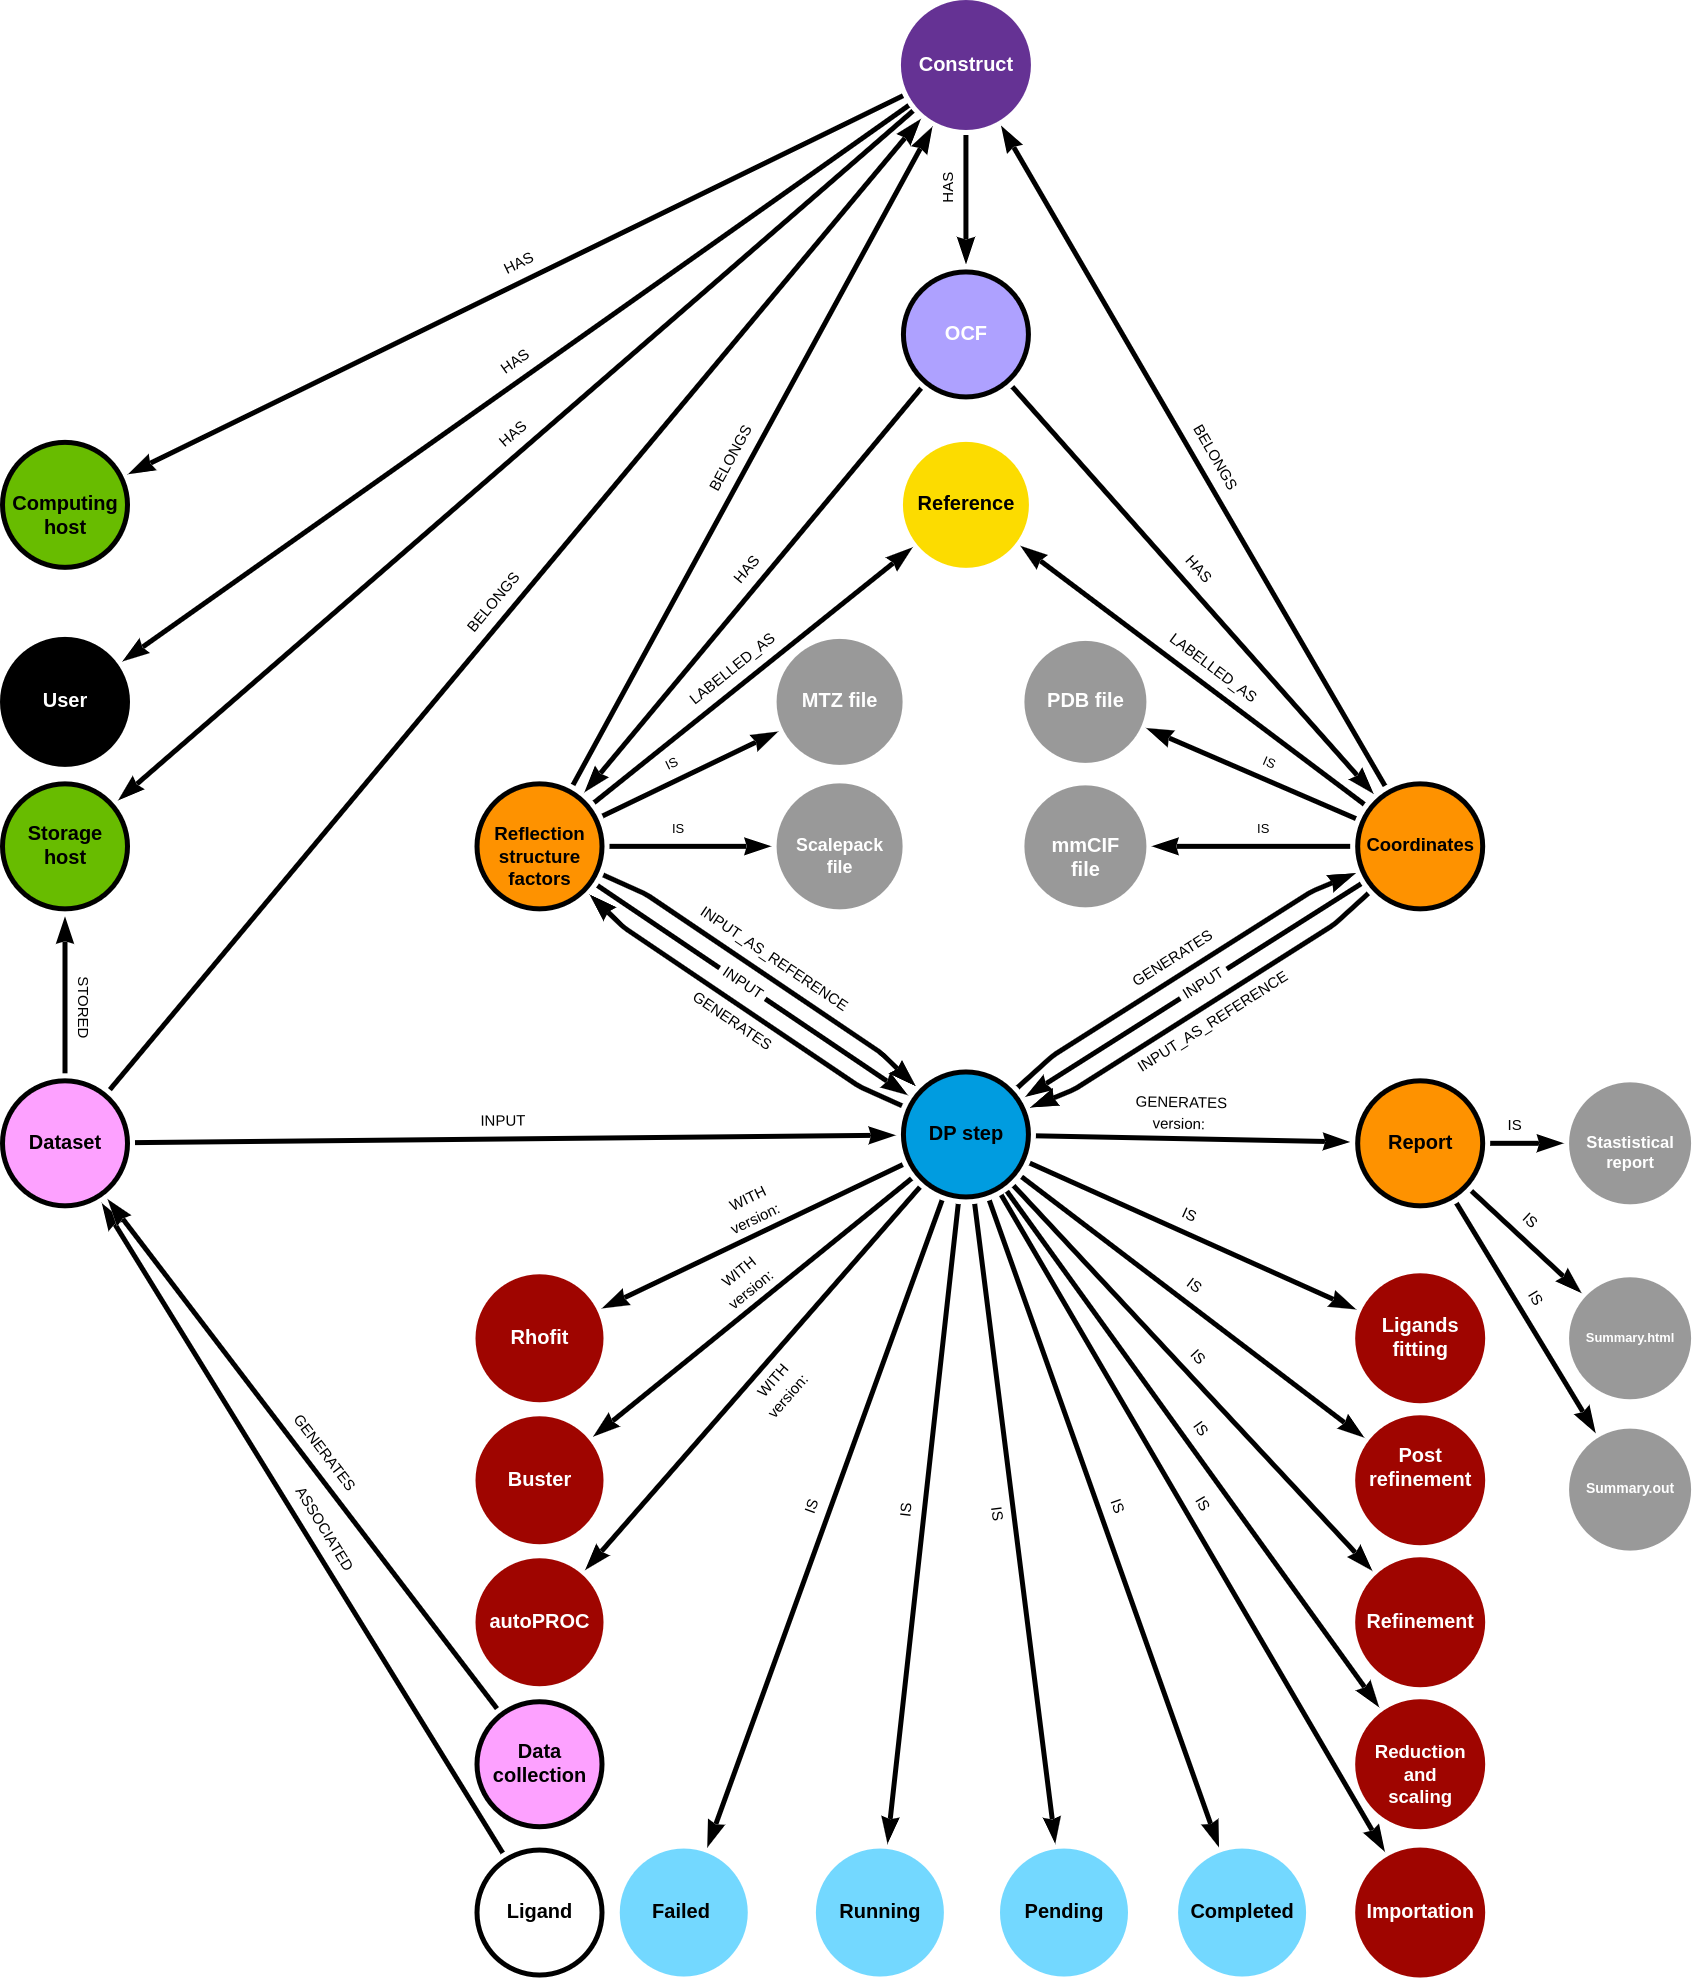 Construct
HAS
HAS
OCF
HAS
HAS
BELONGS
BELONGS
Computing
host
Reference
HAS
HAS
BELONGS
LABELLED_AS
LABELLED_AS
User
MTZ file
PDB file
IS
IS
Storage
host
Reflection
structure
factors
IS
Scalepack
file
mmCIF
file
IS
Coordinates
INPUT_AS_REFERENCE
INPUT
GENERATES
GENERATES
INPUT
INPUT_AS_REFERENCE
STORED
Dataset
INPUT
DP step
GENERATES
version:
Report
IS
Stastistical
report
WITH
version:
IS
IS
WITH
version:
IS
IS
Rhofit
Ligands
fitting
Summary.html
WITH
version:
IS
GENERATES
IS
Buster
Post
refinement
Summary.out
ASSOCIATED
IS
IS
IS
IS
IS
autoPROC
Refinement
Data
collection
Reduction
and
scaling
Ligand
Failed
Running
Pending
Completed
Importation